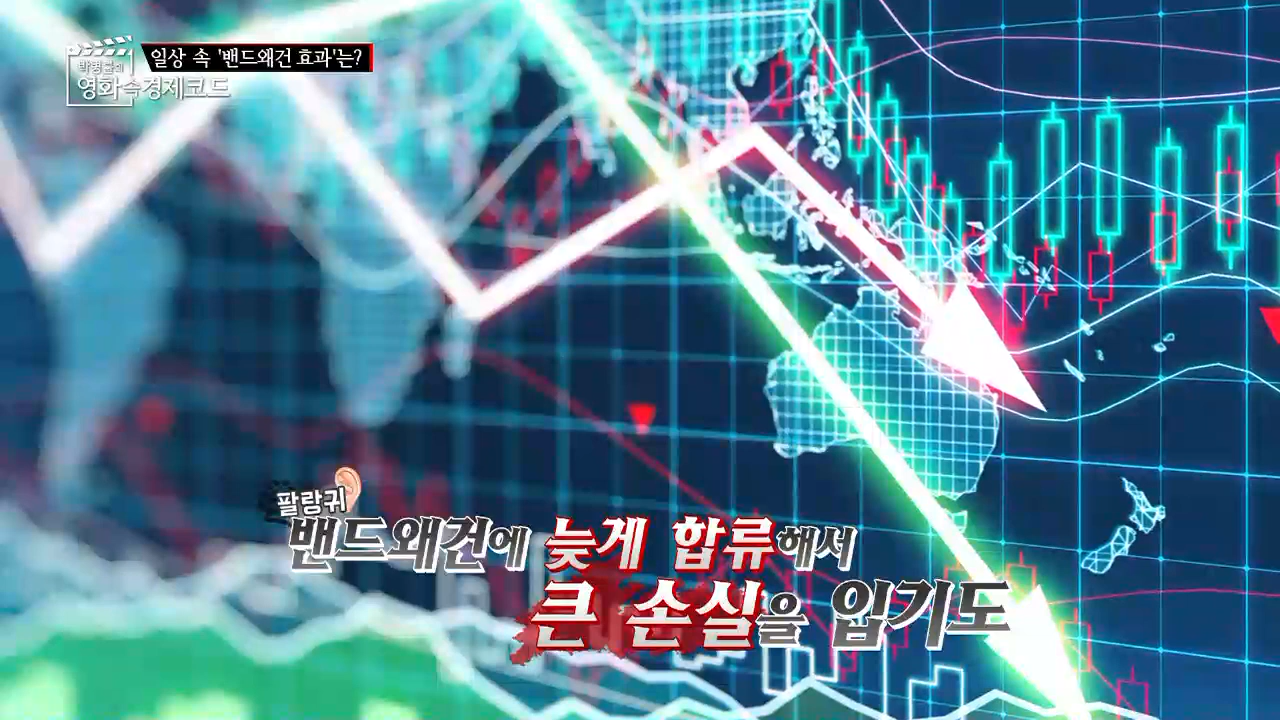 일상 속 '밴드왜건 효과'는?
영화 속 경제코드
팔랑귀
밴드왜건에 늦게 합류해서
큰 손실을 입기도